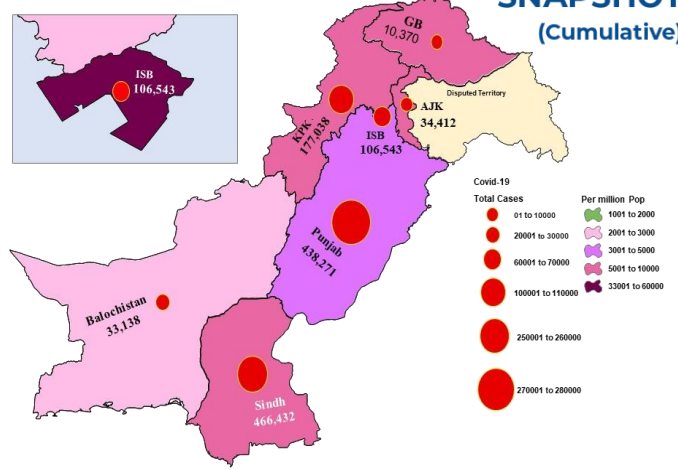 SNAPSHOT
(Cumulative)
ISB
106,543
GB
10,370
Disputed Territory
AJK
34,412
KPK
177,038
ISB
106,543
Punjab
438,271
Balochistan
33,138
Sindh
466,432
Covid-19
Total Cases
01 to 10000
20001 to 30000
60001 to 70000
100001 to 110000
250001 to 260000
270001 to 280000
Per million Pop
1001 to 2000
2001 to 3000
3001 to 5000
5001 to 10000
33001 to 60000